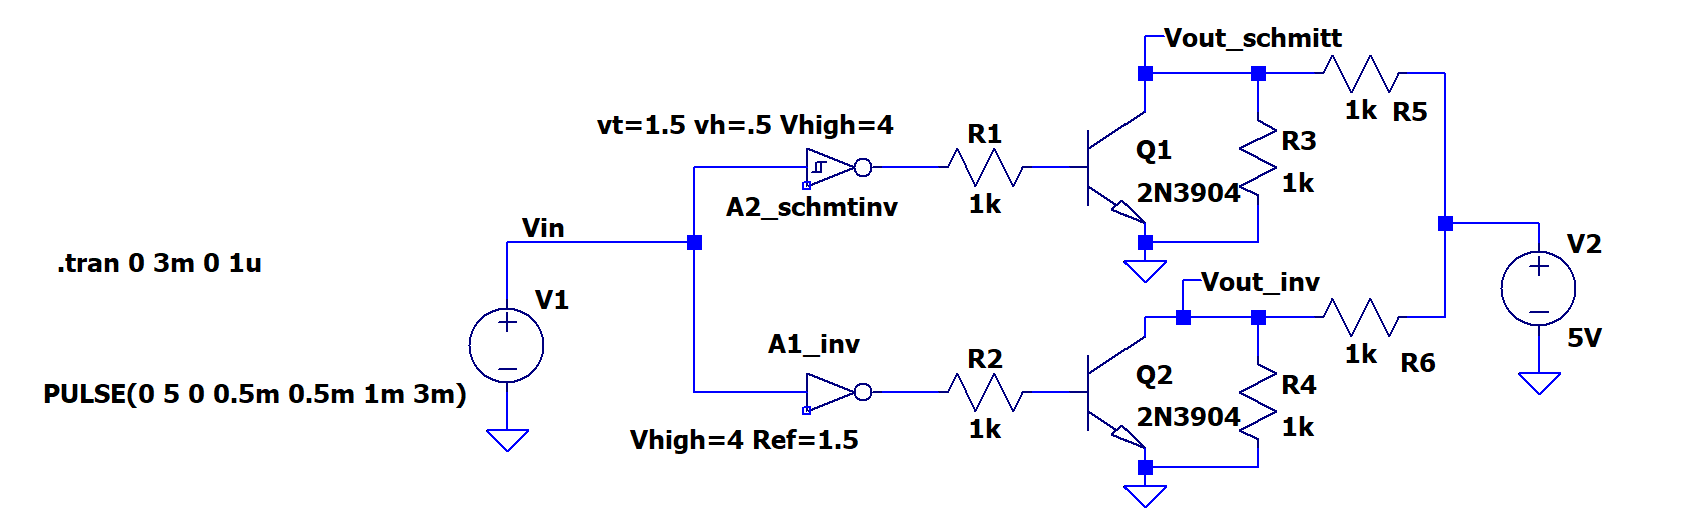 Vout_schmitt
vt=1.5 vh=.5 Vhigh=4
R1
1k
R5
Q1
R3
2N3904
1k
1k
A2_schmtinv
Vin
V2
.tran 0 3m 0 1u
Vout_inv
V1
5V
A1_inv
R2
1k
R6
Q2
R4
PULSE(0 5 0 0.5m 0.5m 1m 3m)
2N3904
1k
1k
Vhigh=4 Ref=1.5